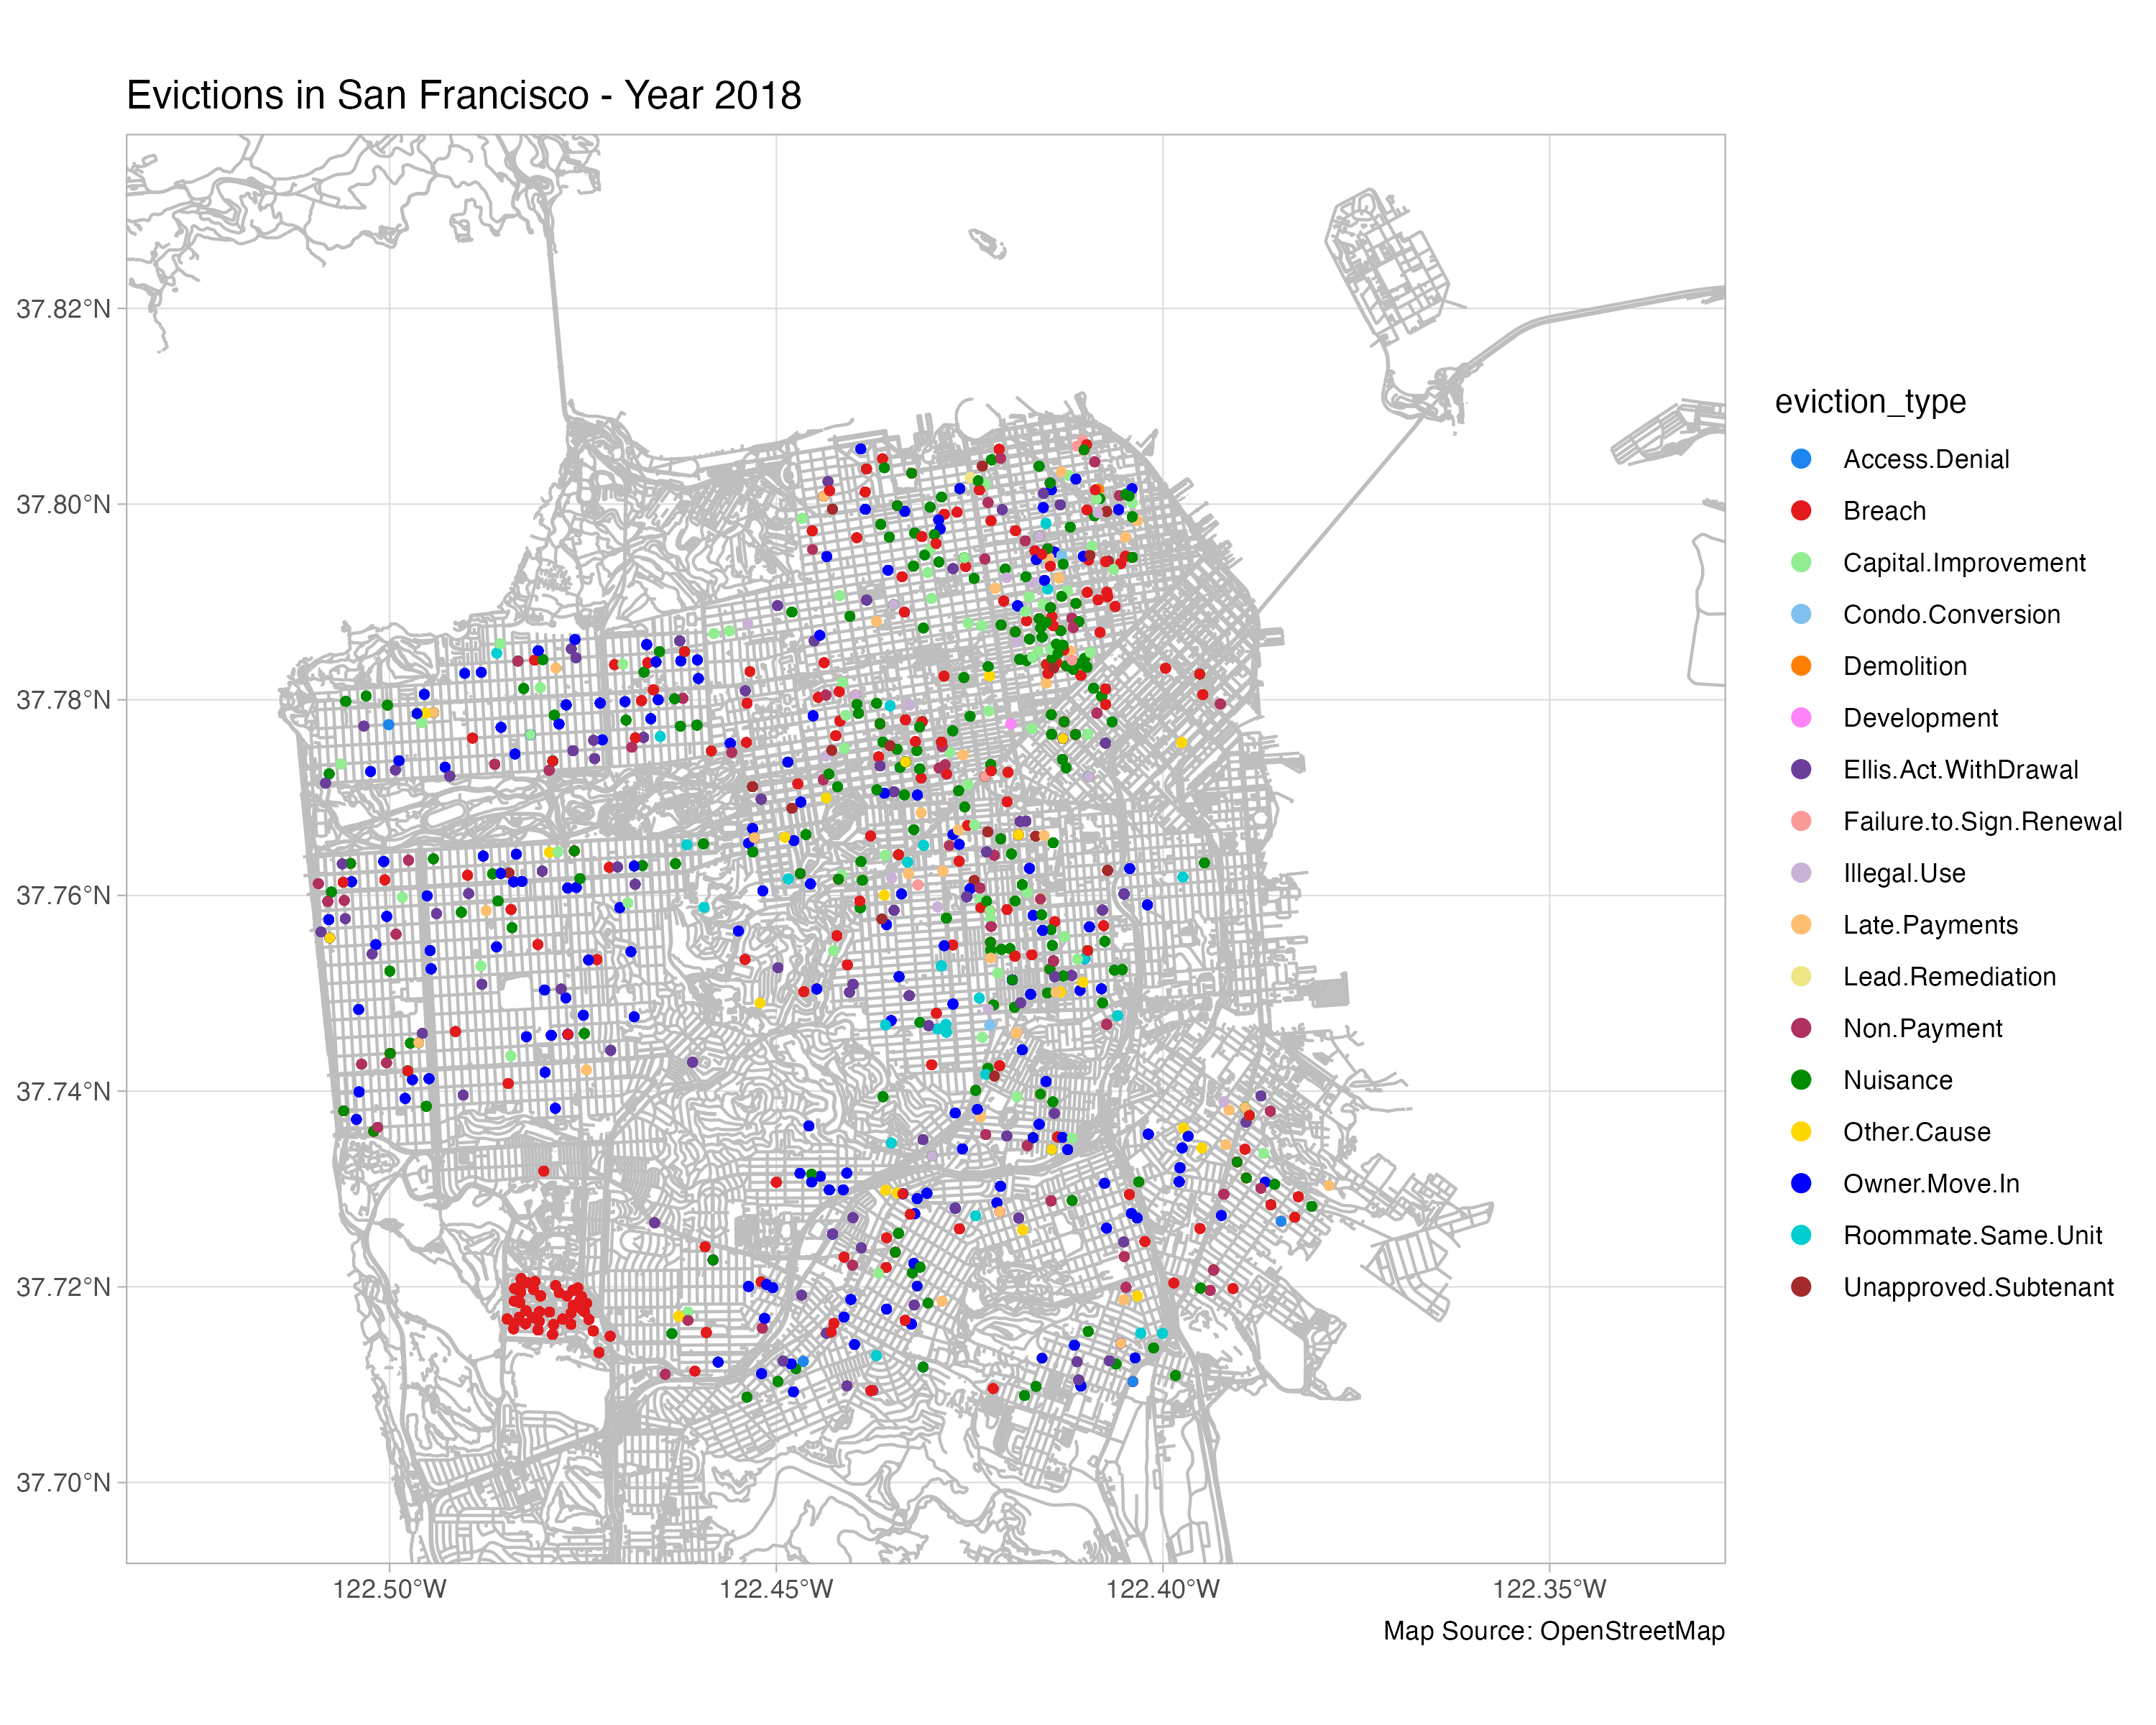 Evictions in San Francisco - Year 2018
37.82°N
37.80°N
37.78°N
37.76°N
37.74°N
37.72°N
37.70°N
122.50°W
122.45°W
122.40°W
122.35°W
Map Source: OpenStreetMap
eviction_type
Access.Denial
Breach
Capital.Improvement
Condo.Conversion
Demolition
Development
Ellis.Act.WithDrawal
Failure.to.Sign.Renewal
Illegal.Use
Late.Payments
Lead.Remediation
Non.Payment
Nuisance
Other.Cause
Owner.Move.In
Roommate.Same.Unit
Unapproved.Subtenant